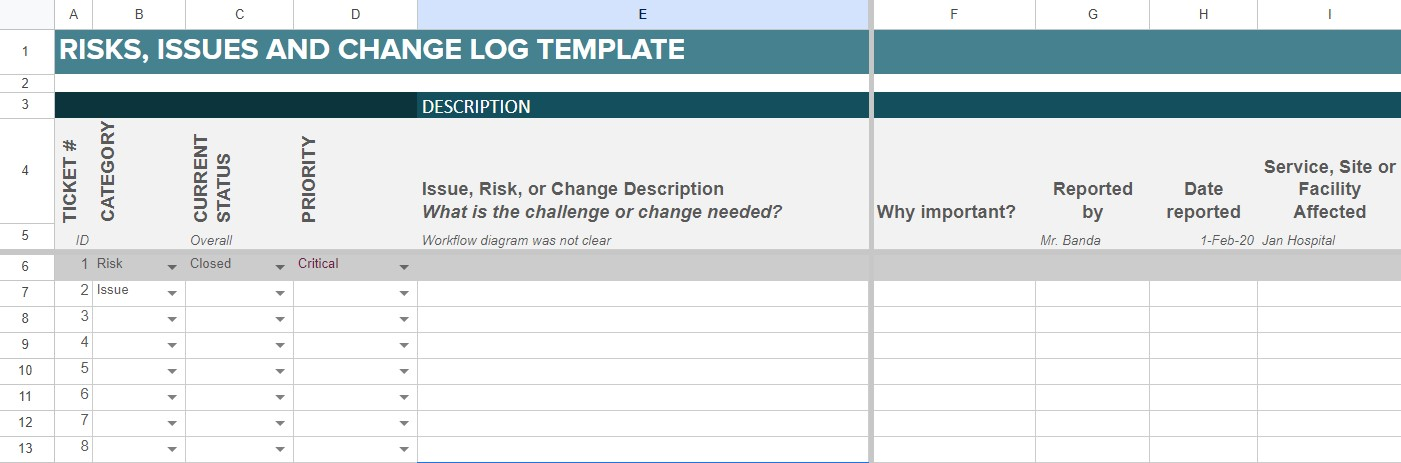 A B C D E F G H I
1 RISKS, ISSUES AND CHANGE LOG TEMPLATE
2
3 DESCRIPTION
4 TICKET # CATEGORY CURRENT STATUS PRIORITY
Issue, Risk, or Change Description
What is the challenge or change needed?
Why important?
Reported
by
Date
reported
Service, Site or
Facility
Affected
5 ID Overall Workflow diagram was not clear Mr. Banda 1-Feb-20 Jan Hospital
6 1 Risk Closed Critical
7 2 Issue
8 3
9 4
10 5
11 6
12 7
13 8